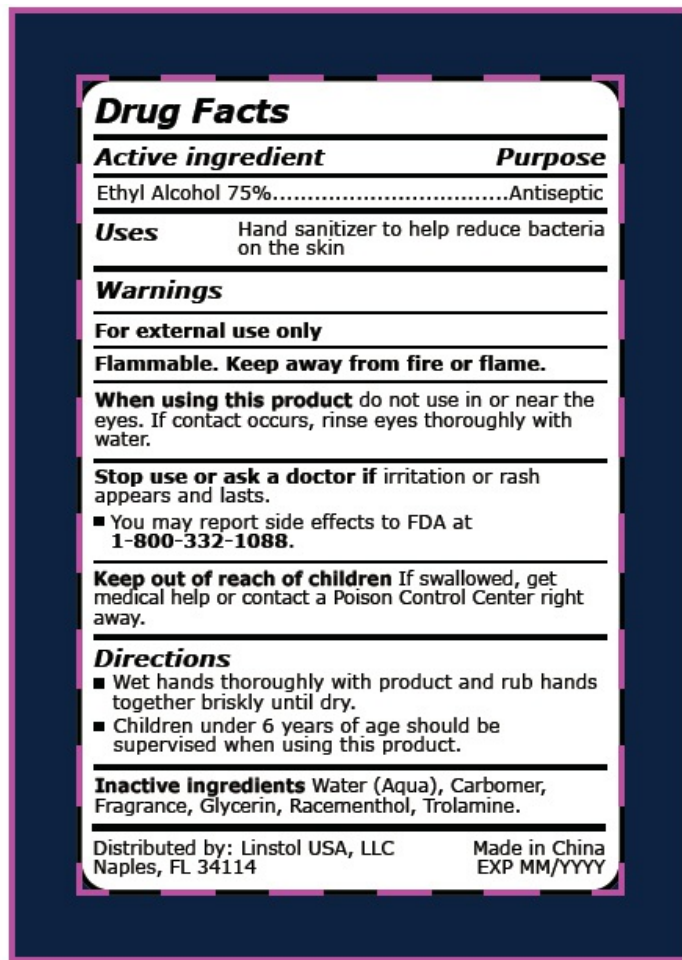 Drug Facts
Active ingredient Purpose
Ethyl Alcohol 75%..................................Antiseptic
Uses Hand sanitizer to help reduce bacteria
on the skin
Warnings
For external use only
Flammable. Keep away from fire or flame.
When using this product do not use in or near the
eyes. If contact occurs, rinse eyes thoroughly with
water.
Stop use or ask a doctor if irritation or rash
appears and lasts.
■ You may report side effects to FDA at
1-800-332-1088.
Keep out of reach of children If swallowed, get
medical help or contact a Poison Control Center right
away.
Directions
■ Wet hands thoroughly with product and rub hands
together briskly until dry.
■ Children under 6 years of age should be
supervised when using this product.
Inactive ingredients Water (Aqua), Carbomer,
Fragrance, Glycerin, Racementhol, Trolamine.
Distributed by: Linstol USA, LLC Made in China
Naples, FL 34114 EXP MM/YYYY